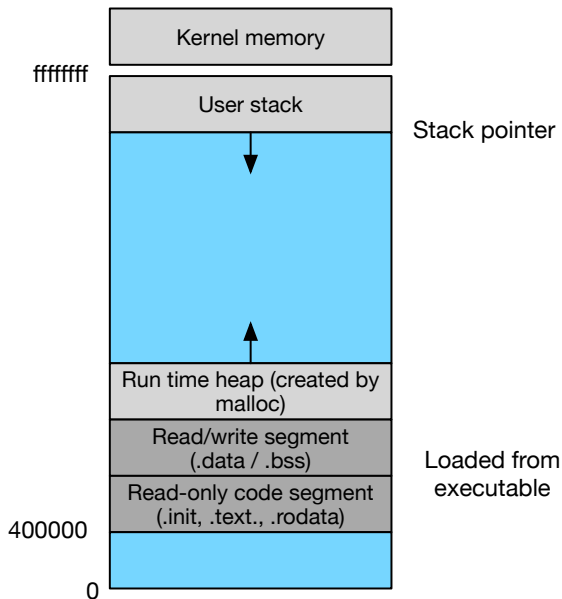 Kernel memory
ffffffff
User stack
Stack pointer
Run time heap (created by
malloc)
Read/write segment
(.data / .bss)
Loaded from
executable
Read-only code segment
(.init, .text., .rodata)
400000
0